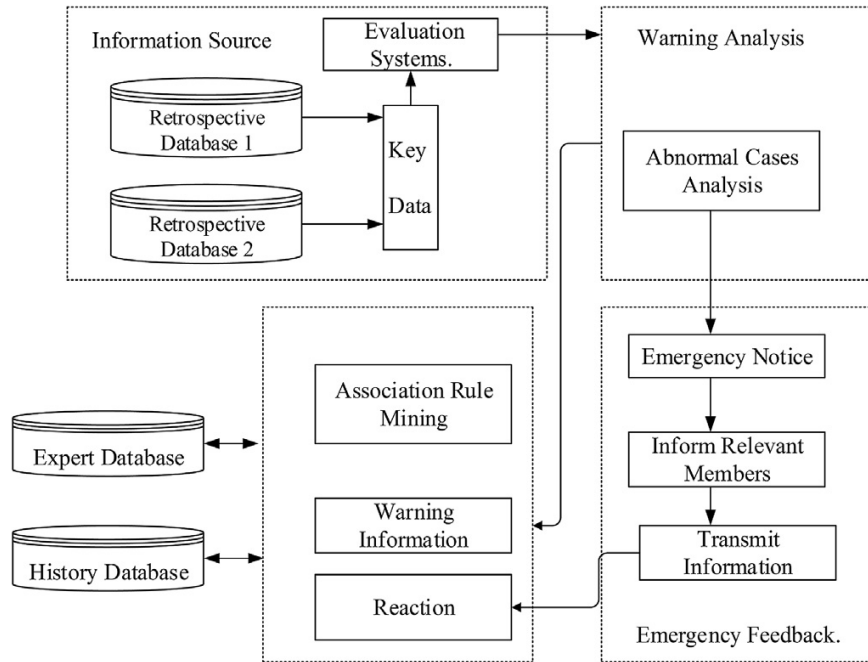 Information Source
Evaluation
Systems.
Retrospective
Database 1
Key
Data
Retrospective
Database 2
Warning Analysis
Abnormal Cases
Analysis
Association Rule
Mining
Warning
Information
Reaction
Expert Database
History Database
Emergency Notice
Inform Relevant
Members
Transmit
Information
Emergency Feedback.